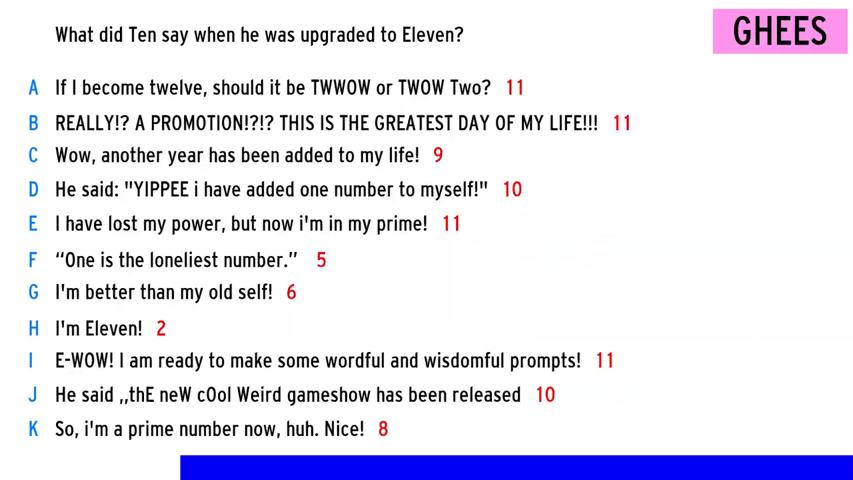 What did Ten say when he was upgraded to Eleven?
GHEES
A If I become twelve, should it be TWWOW or TWOW Two? 11
B REALLY!? A PROMOTION!?!? THIS IS THE GREATEST DAY OF MY LIFE!!! 11
C Wow, another year has been added to my life! 9
D He said: "YIPPEE i have added one number to myself!" 10
E I have lost my power, but now i'm in my prime! 11
F “One is the loneliest number.” 5
G I'm better than my old self! 6
H I'm Eleven! 2
I E-WOW! I am ready to make some wordful and wisdomful prompts! 11
J He said ,,thE neW cOol Weird gameshow has been released 10
K So, i'm a prime number now, huh. Nice! 8